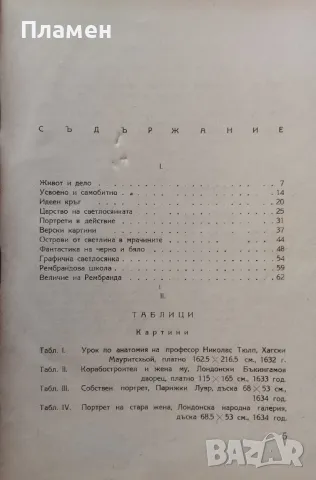 Пламен
СЪДЪРЖАНИЕ
I.
Живот и дело . . . . . . . . . . . . 7
Усвоено и самобитно . . . . . . . . . . 14
Идеен кръг . . . . . . . . . . . . 20
Царство на светлосянката . . . . . . . . 25
Портрети в действие . . . . . . . . . . 31
Верски картини . . . . . . . . . . . 37
Острови от светлина в мрачините . . . . . . 44
Фантастика на черно и бяло . . . . . . . 48
Графична светлосянка . . . . . . . . . 54
Рембрандова школа . . . . . . . . . . 59
Величие на Рембранда . . . . . . . . . 62
II.
ТАБЛИЦИ
Картини
Табл. I. Урок по анатомия на професор Николас Тюлп, Хагски
Мауритсхьой, платно 162.5 × 216.5 см., 1632 г.
Табл. II. Корабостроител и жена му, Лондонски Бъкингамов
дворец, платно 115 × 165 см., 1633 год.
Табл. III. Собствен портрет, Парижки Лувр, дъска 68 × 53 см.,
1634 год.
Табл. IV. Портрет на стара жена, Лондонска народна галерия,
дъска 68.5 × 53 см., 1634 год.
5
bazar.bg